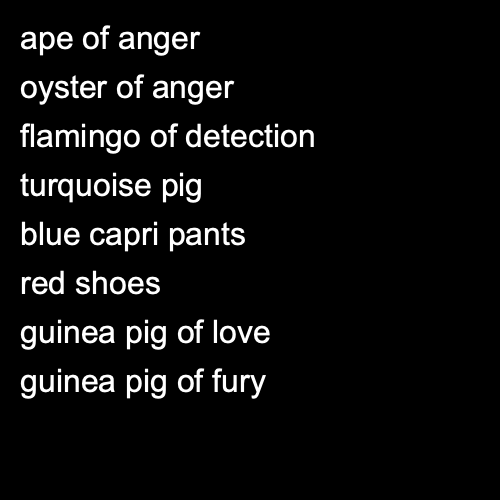 ape of anger
oyster of anger
flamingo of detection
turquoise pig
blue capri pants
red shoes
guinea pig of love
guinea pig of fury